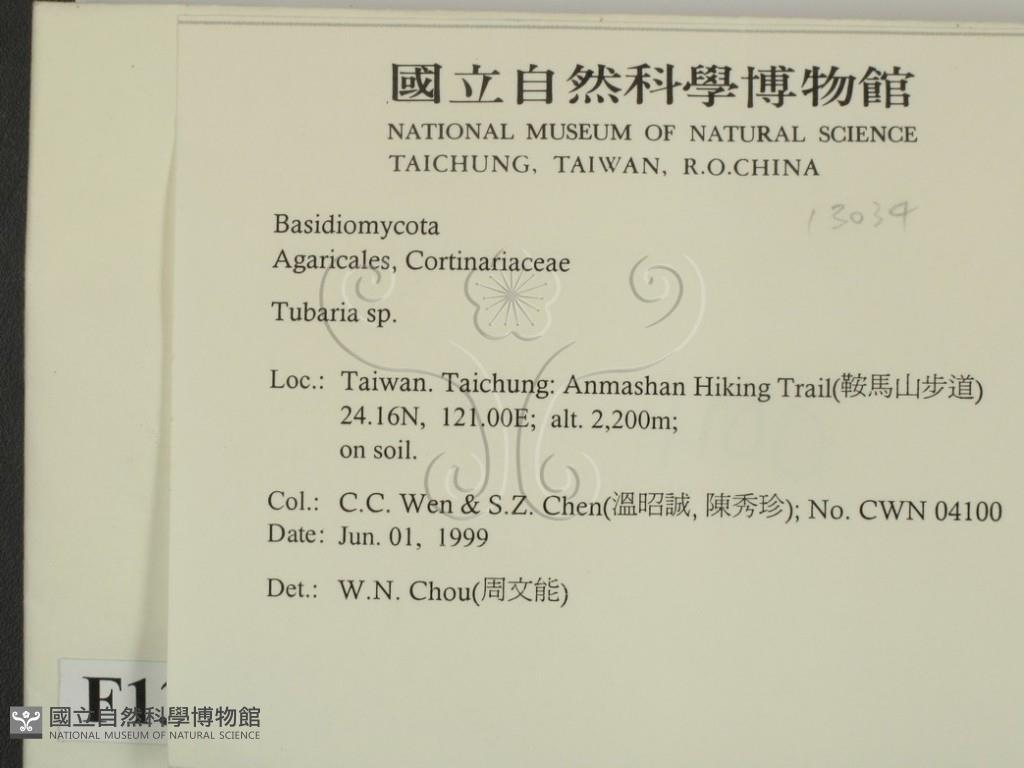 國立自然科學博物館
NATIONAL MUSEUM OF NATURAL SCIENCE
TAICHUNG, TAIWAN, R.O.CHINA
13034
Basidiomycota
Agaricales, Cortinariaceae
Tubaria sp.
Loc.: Taiwan. Taichung: Anmashan Hiking Trail(鞍馬山步道)
24.16N, 121.00E; alt. 2,200m;
on soil.
Col.: C.C. Wen & S.Z. Chen(溫昭誠, 陳秀珍); No. CWN 04100
Date: Jun. 01, 1999
Det.: W.N. Chou(周文能)
國立自然科學博物館
NATIONAL MUSEUM OF NATURAL SCIENCE